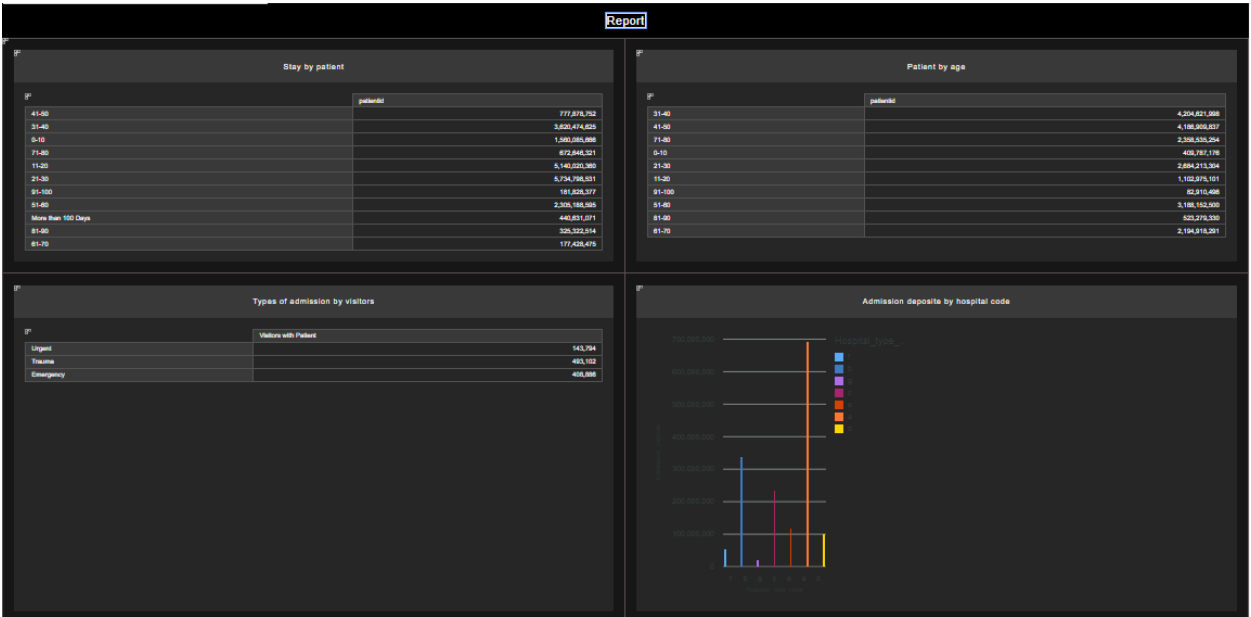 Report
Stay by patient
patientid
41-50 777,878,752
31-40 3,820,474,625
0-10 1,560,085,666
71-80 672,646,321
11-20 5,140,020,380
21-30 5,734,798,531
91-100 181,828,377
51-60 2,305,188,595
More than 100 Days 440,631,071
81-90 325,322,514
61-70 177,428,475
Patient by age
patientid
31-40 4,204,621,998
41-50 4,186,909,837
71-80 2,358,535,254
0-10 409,787,176
21-30 2,684,213,304
11-20 1,102,975,101
91-100 82,910,498
51-60 3,188,152,500
81-90 523,279,330
61-70 2,194,918,291
Types of admission by visitors
Visitors with Patient
Urgent 143,794
Trauma 493,102
Emergency 408,886
Admission deposite by hospital code
Hospital_type_
700,000,000
600,000,000
500,000,000
400,000,000
300,000,000
200,000,000
100,000,000
0